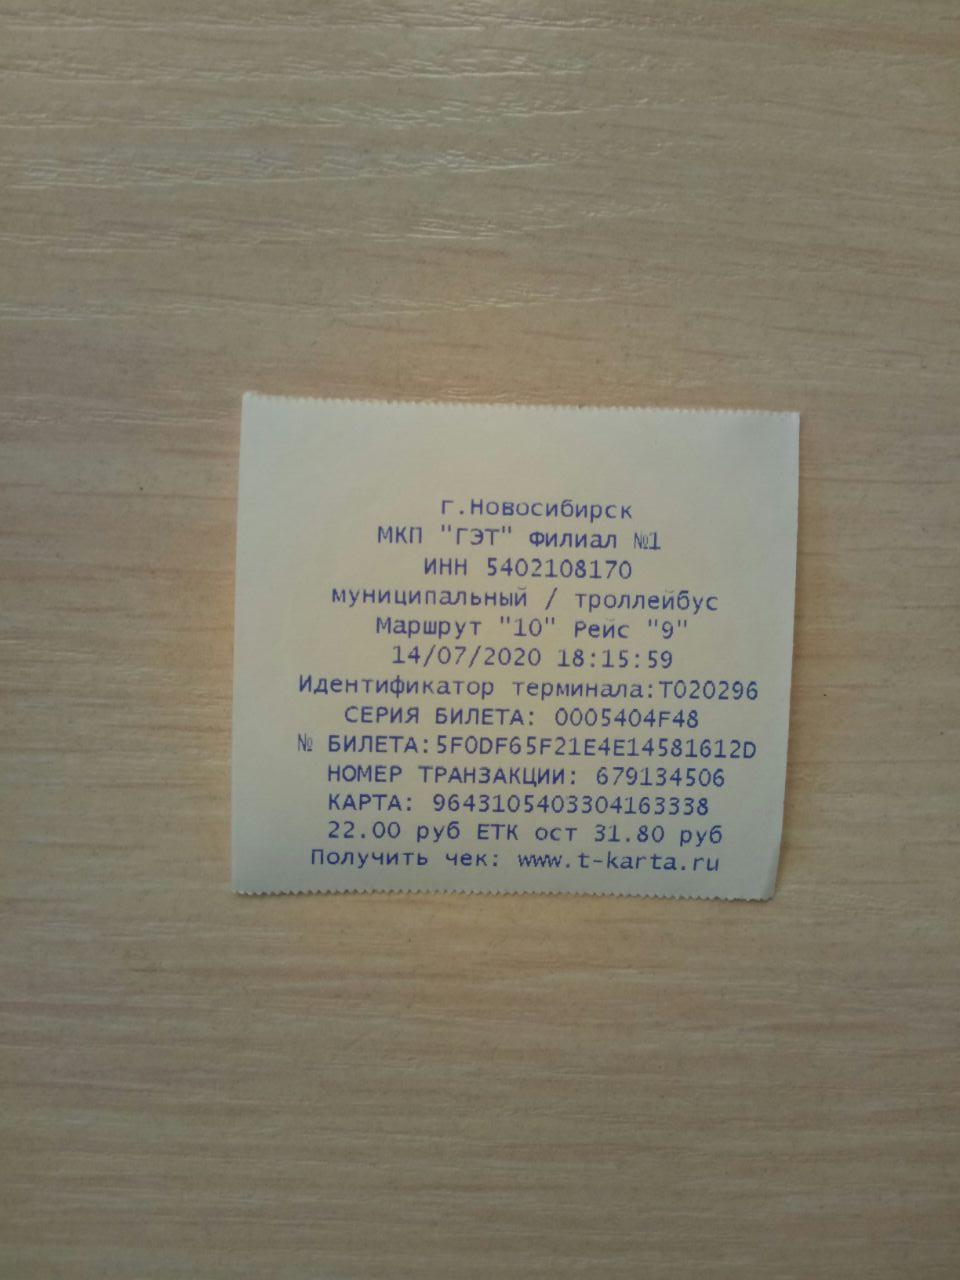 г.Новосибирск
МКП "ГЭТ" Филиал №1
ИНН 5402108170
муниципальный / троллейбус
Маршрут "10" Рейс "9"
14/07/2020 18:15:59
Идентификатор терминала:T020296
СЕРИЯ БИЛЕТА: 0005404F48
№ БИЛЕТА:5F0DF65F21E4E14581612D
НОМЕР ТРАНЗАКЦИИ: 679134506
КАРТА: 9643105403304163338
22.00 руб ЕТК ост 31.80 руб
Получить чек: www.t-karta.ru